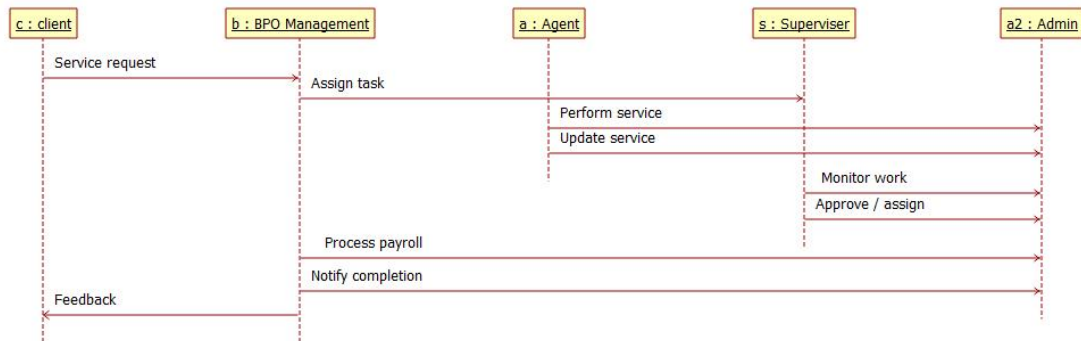 c : client
b : BPO Management
a : Agent
s : Superviser
a2 : Admin
Service request
Assign task
Perform service
Update service
Monitor work
Approve / assign
Process payroll
Notify completion
Feedback